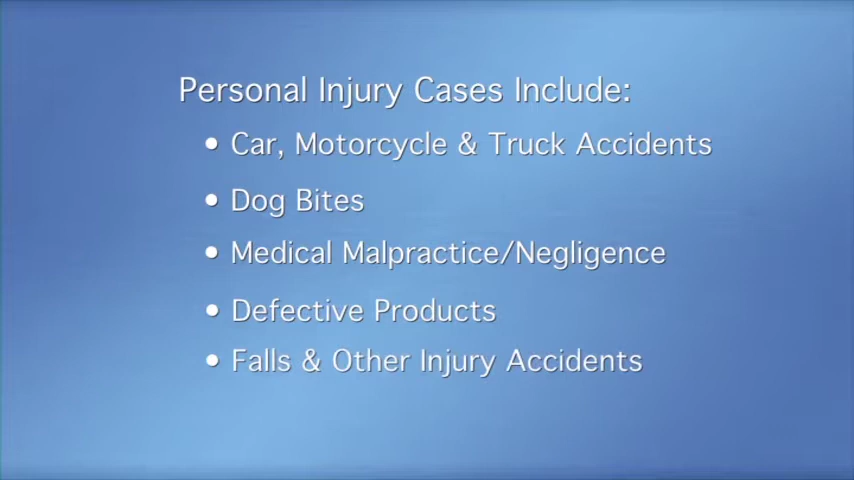 Personal Injury Cases Include:
• Car, Motorcycle & Truck Accidents
• Dog Bites
• Medical Malpractice/Negligence
• Defective Products
• Falls & Other Injury Accidents